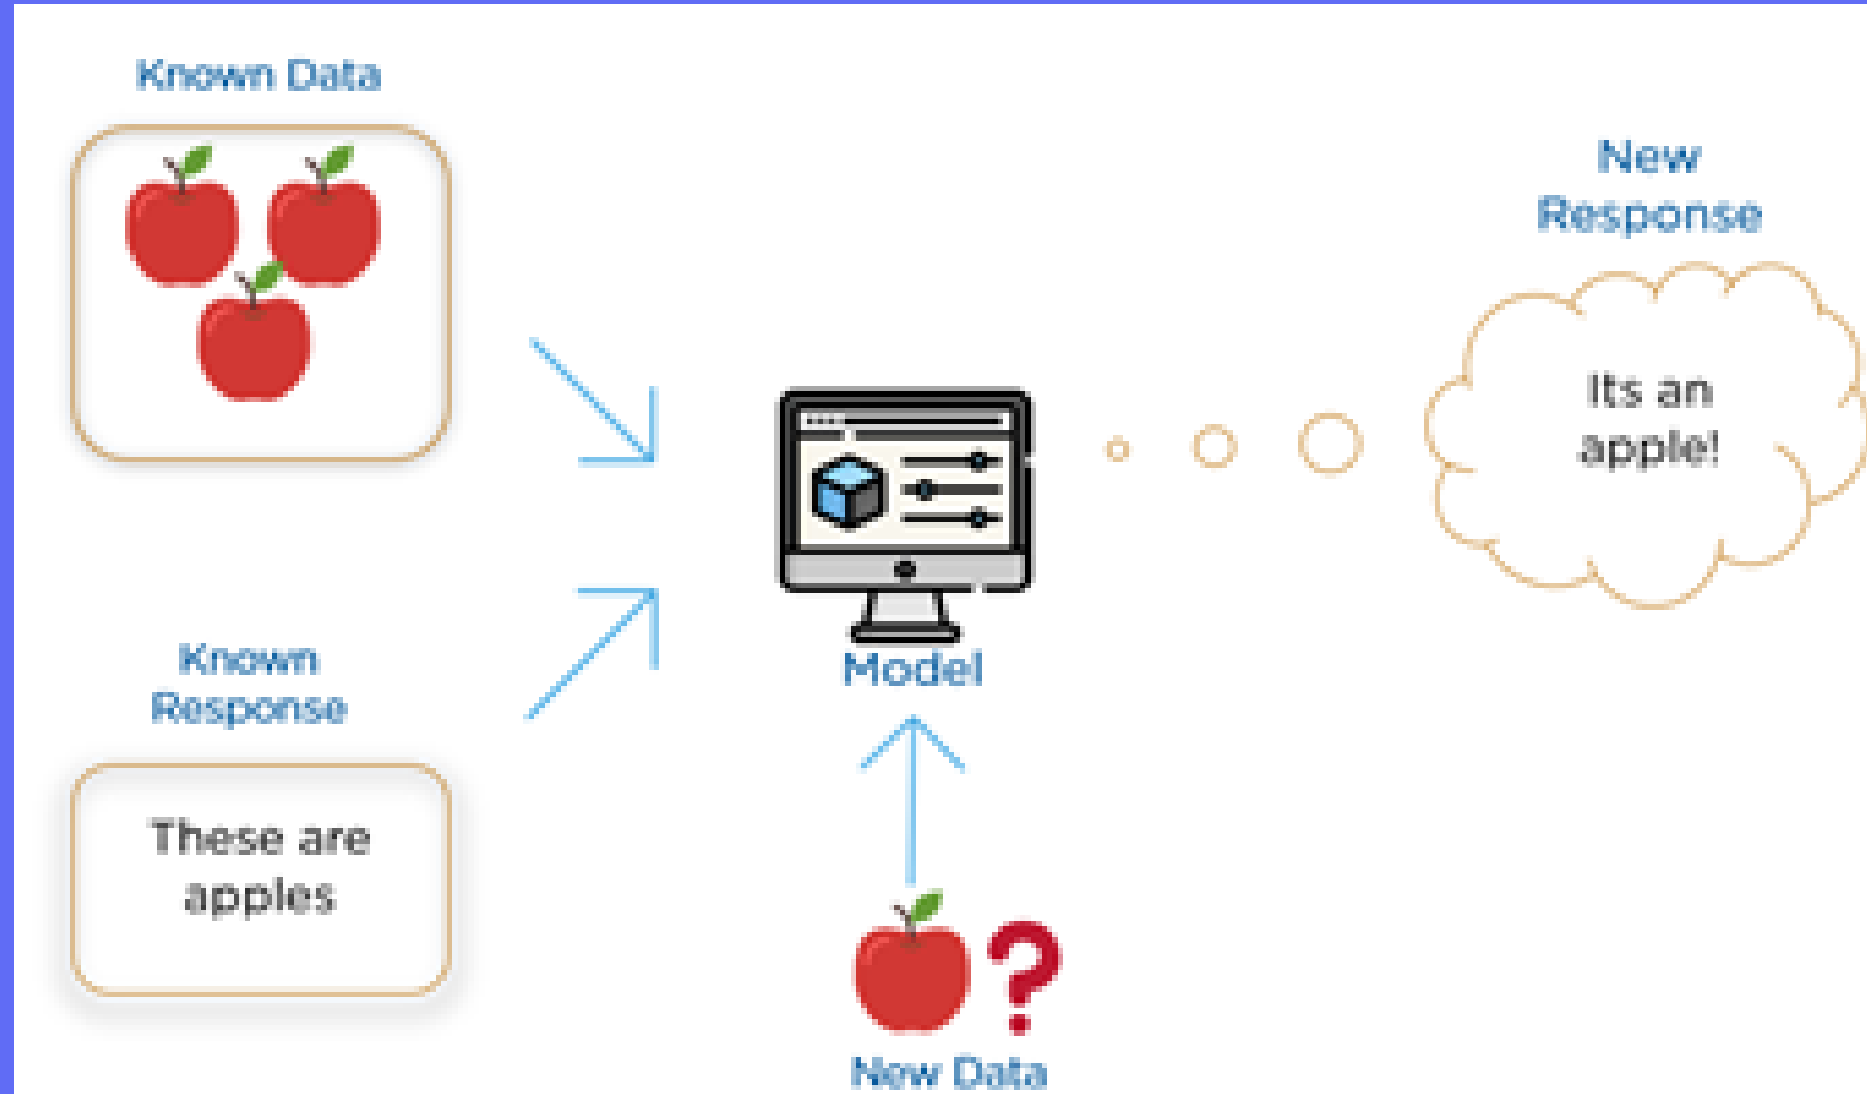 Known Data
New
Response
Its an
apple!
Known
Response
Model
These are
apples
New Data